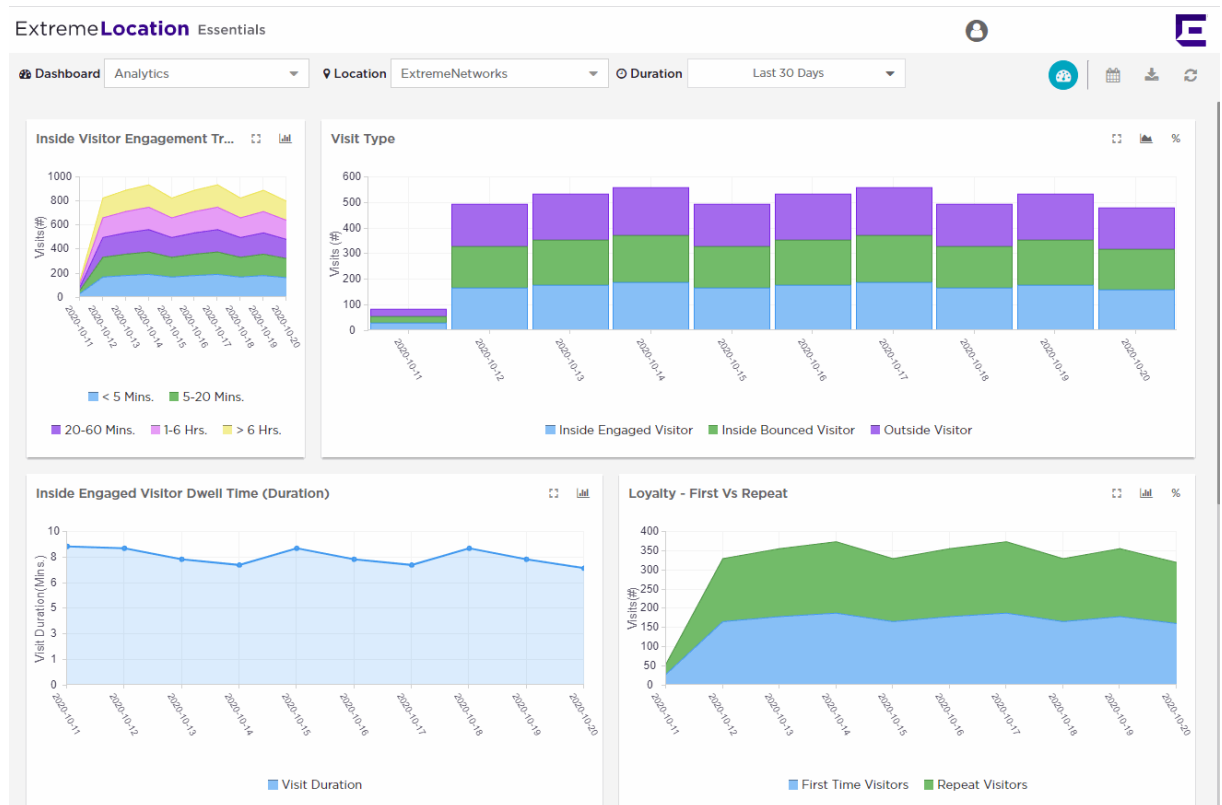 ExtremeLocation Essentials
Dashboard Analytics Location ExtremeNetworks Duration Last 30 Days
Inside Visitor Engagement Tr...
1000
800
600
400
200
0
Visits(#)
2020-10-11 2020-10-12 2020-10-13 2020-10-14 2020-10-15 2020-10-16 2020-10-17 2020-10-18 2020-10-19 2020-10-20
< 5 Mins. 5-20 Mins.
20-60 Mins. 1-6 Hrs. > 6 Hrs.
Visit Type %
600
500
400
300
200
100
0
Visits (#)
2020-10-11 2020-10-12 2020-10-13 2020-10-14 2020-10-15 2020-10-16 2020-10-17 2020-10-18 2020-10-19 2020-10-20
Inside Engaged Visitor Inside Bounced Visitor Outside Visitor
Inside Engaged Visitor Dwell Time (Duration)
10
8
6
5
3
1
0
Visit Duration(Mins.)
2020-10-11 2020-10-12 2020-10-13 2020-10-14 2020-10-15 2020-10-16 2020-10-17 2020-10-18 2020-10-19 2020-10-20
Visit Duration
Loyalty - First Vs Repeat %
400
350
300
250
200
150
100
50
0
Visits(#)
2020-10-11 2020-10-12 2020-10-13 2020-10-14 2020-10-15 2020-10-16 2020-10-17 2020-10-18 2020-10-19 2020-10-20
First Time Visitors Repeat Visitors